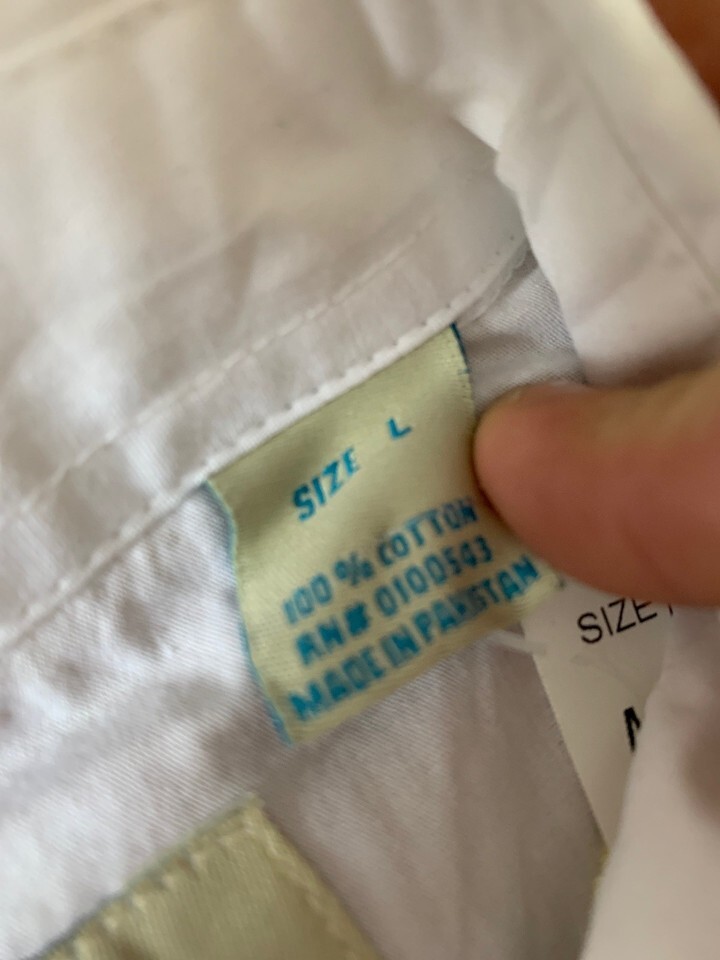 SIZE L
100 % COTTON
RN# 0100543
MADE IN PAKISTAN
SIZE